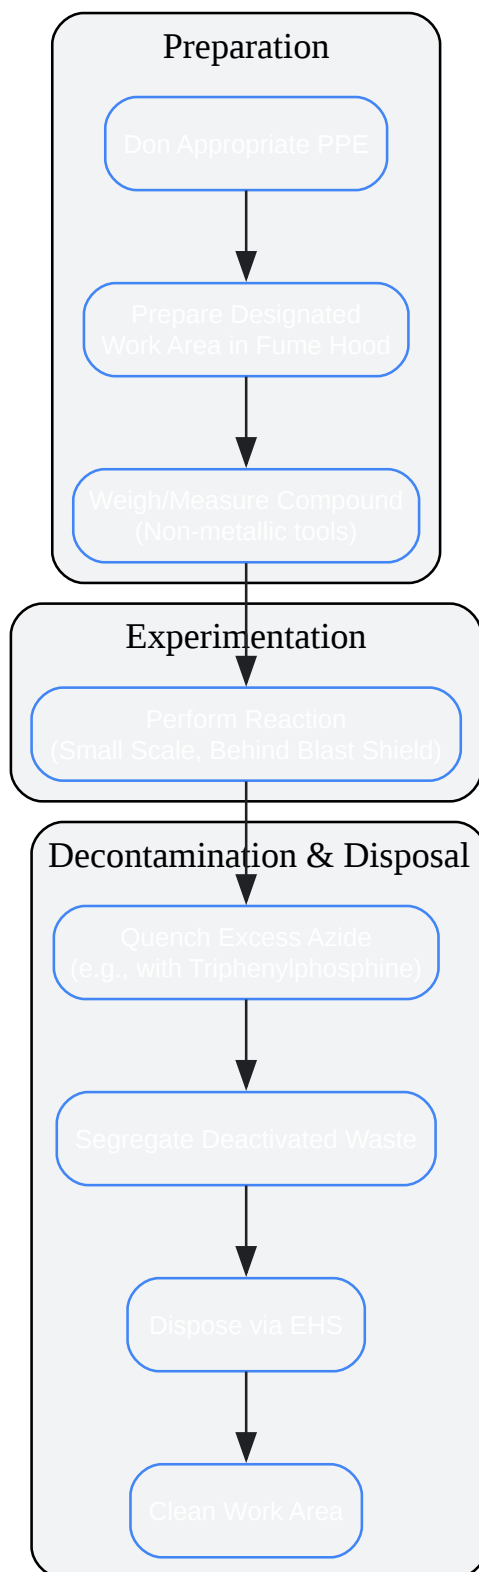 Preparation
Don Appropriate PPE
Prepare Designated
Work Area in Fume Hood
Weigh/Measure Compound
(Non-metallic tools)
Experimentation
Perform Reaction
(Small Scale, Behind Blast Shield)
Decontamination & Disposal
Quench Excess Azide
(e.g., with Triphenylphosphine)
Segregate Deactivated Waste
Dispose via EHS
Clean Work Area